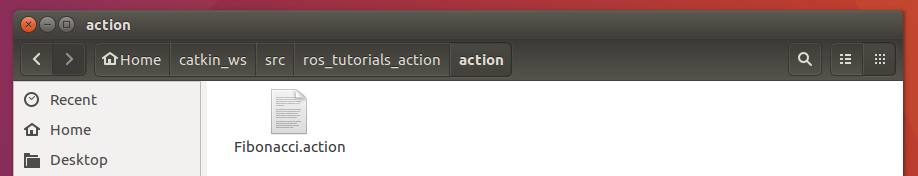 action
Home catkin_ws src ros_tutorials_action action
Recent
Home
Desktop
Fibonacci.action